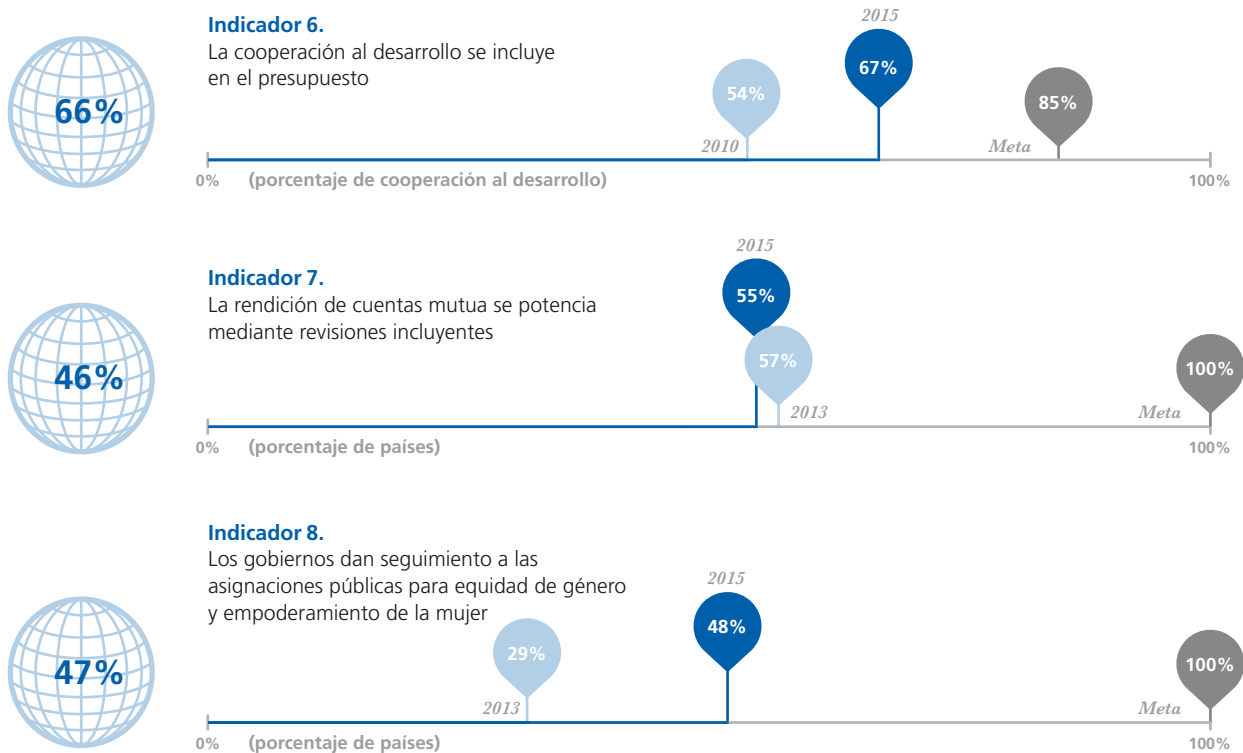 66%
Indicador 6.
La cooperación al desarrollo se incluye
en el presupuesto
2015
67%
54%
85%
2010
Meta
0%
(porcentaje de cooperación al desarrollo)
100%
46%
Indicador 7.
La rendición de cuentas mutua se potencia
mediante revisiones incluyentes
2015
55%
57%
100%
2013
Meta
0%
(porcentaje de países)
100%
47%
Indicador 8.
Los gobiernos dan seguimiento a las
asignaciones públicas para equidad de género
y empoderamiento de la mujer
2015
48%
29%
100%
2013
Meta
0%
(porcentaje de países)
100%